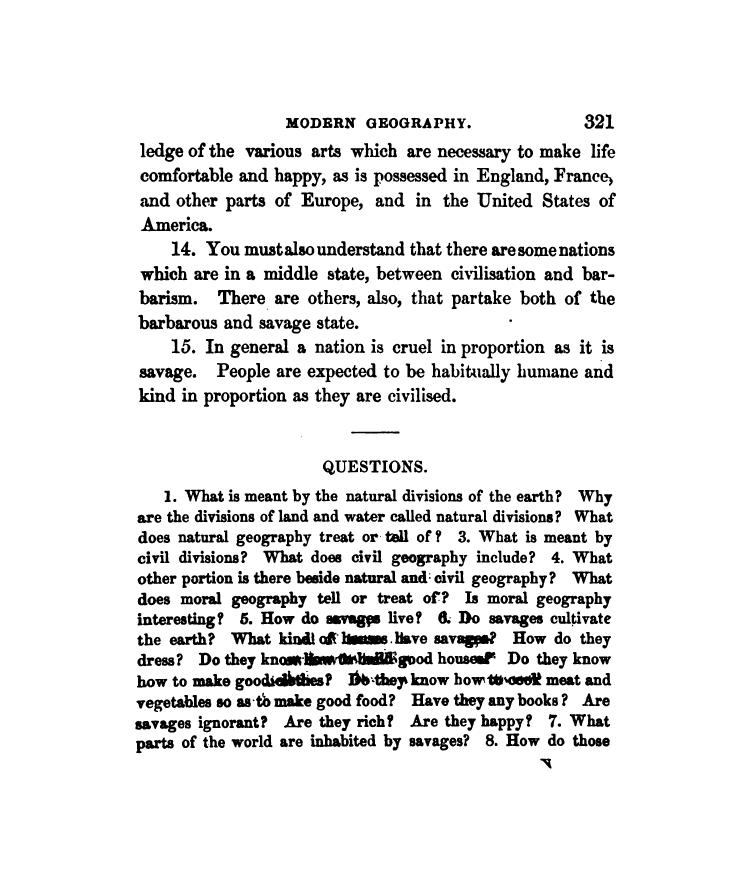 MODERN GEOGRAPHY. 321
ledge of the various arts which are necessary to make life
comfortable and happy, as is possessed in England, France,
and other parts of Europe, and in the United States of
America.
14. You must also understand that there are some nations
which are in a middle state, between civilisation and bar-
barism. There are others, also, that partake both of the
barbarous and savage state.
15. In general a nation is cruel in proportion as it is
savage. People are expected to be habitually humane and
kind in proportion as they are civilised.
QUESTIONS.
1. What is meant by the natural divisions of the earth? Why
are the divisions of land and water called natural divisions? What
does natural geography treat or tell of? 3. What is meant by
civil divisions? What does civil geography include? 4. What
other portion is there beside natural and civil geography? What
does moral geography tell or treat of? Is moral geography
interesting? 5. How do savages live? 6. Do savages cultivate
the earth? What kind of houses have savages? How do they
dress? Do they know how to build good houses? Do they know
how to make good clothes? Do they know how to cook meat and
vegetables so as to make good food? Have they any books? Are
savages ignorant? Are they rich? Are they happy? 7. What
parts of the world are inhabited by savages? 8. How do those